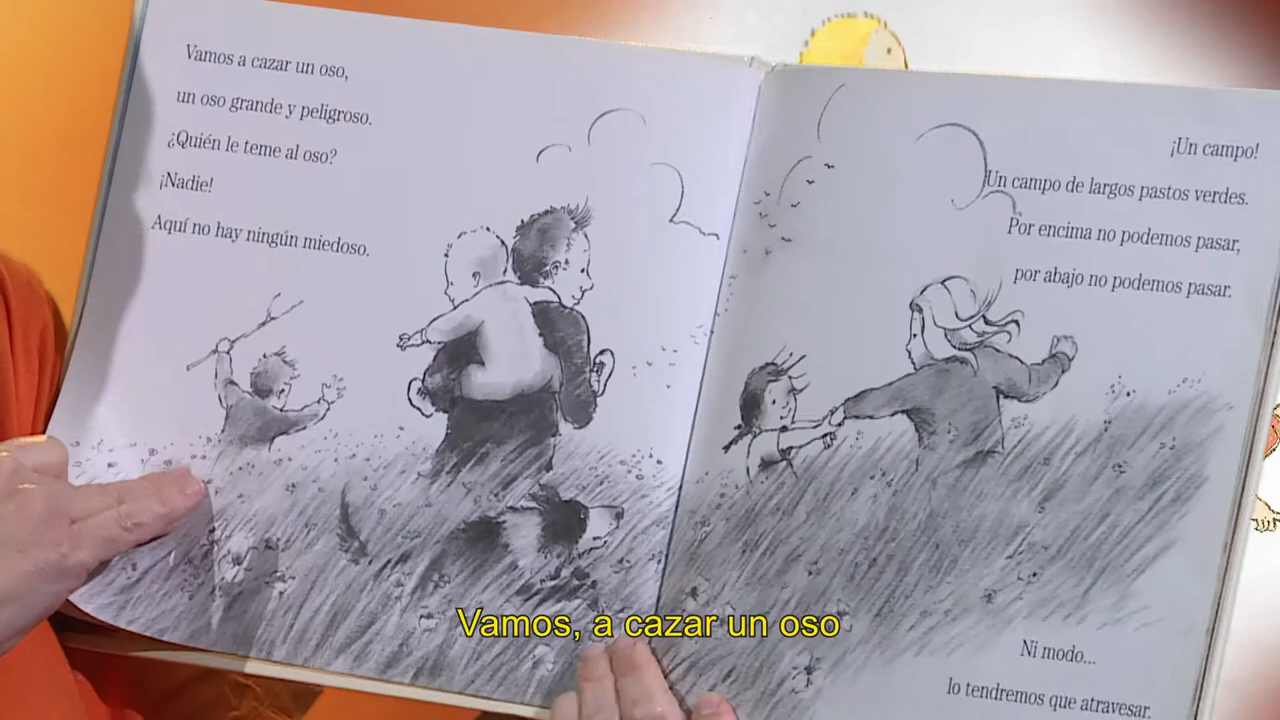 Vamos a cazar un oso,
un oso grande y peligroso.
¿Quién le teme al oso?
¡Nadie!
Aquí no hay ningún miedoso.
¡Un campo!
Un campo de largos pastos verdes.
Por encima no podemos pasar,
por abajo no podemos pasar.
Ni modo...
lo tendremos que atravesar.
Vamos, a cazar un oso